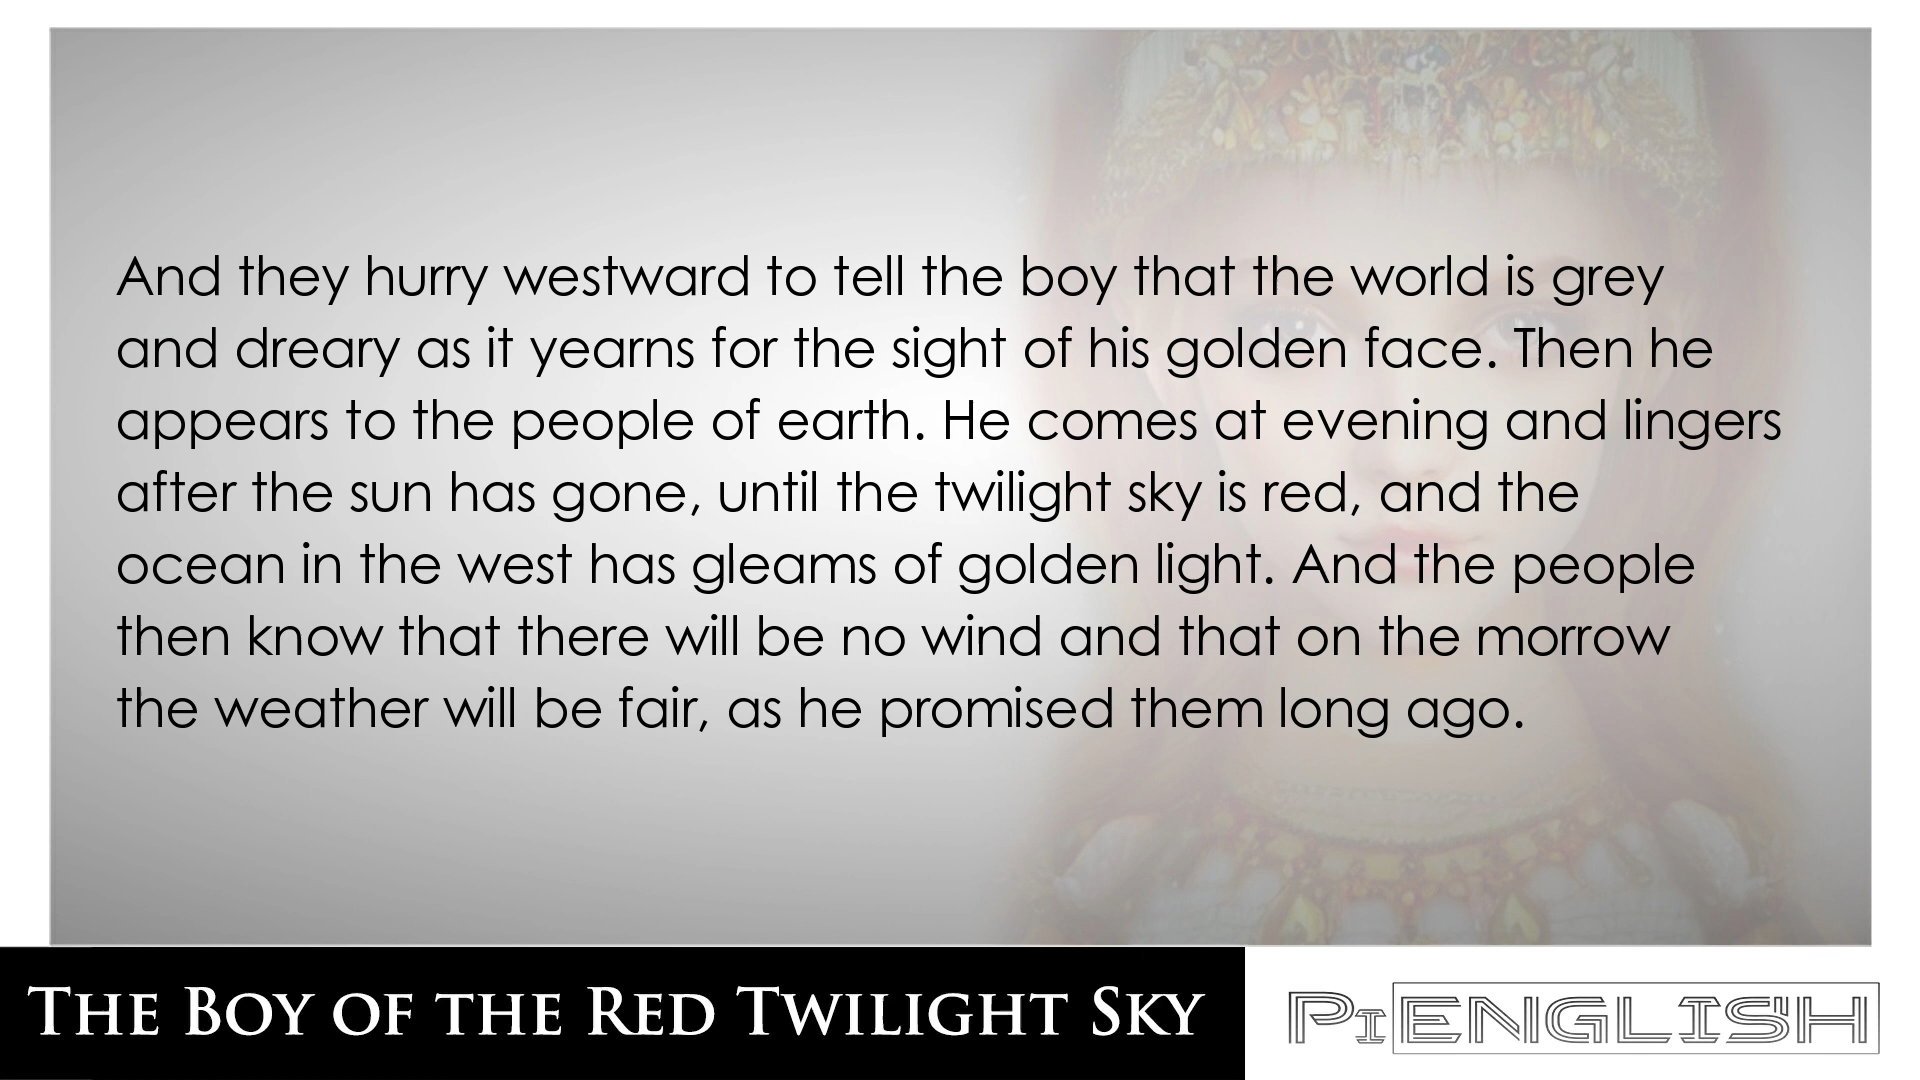 And they hurry westward to tell the boy that the world is grey
and dreary as it yearns for the sight of his golden face. Then he
appears to the people of earth. He comes at evening and lingers
after the sun has gone, until the twilight sky is red, and the
ocean in the west has gleams of golden light. And the people
then know that there will be no wind and that on the morrow
the weather will be fair, as he promised them long ago.
The Boy of the Red Twilight Sky
PiENGLISH